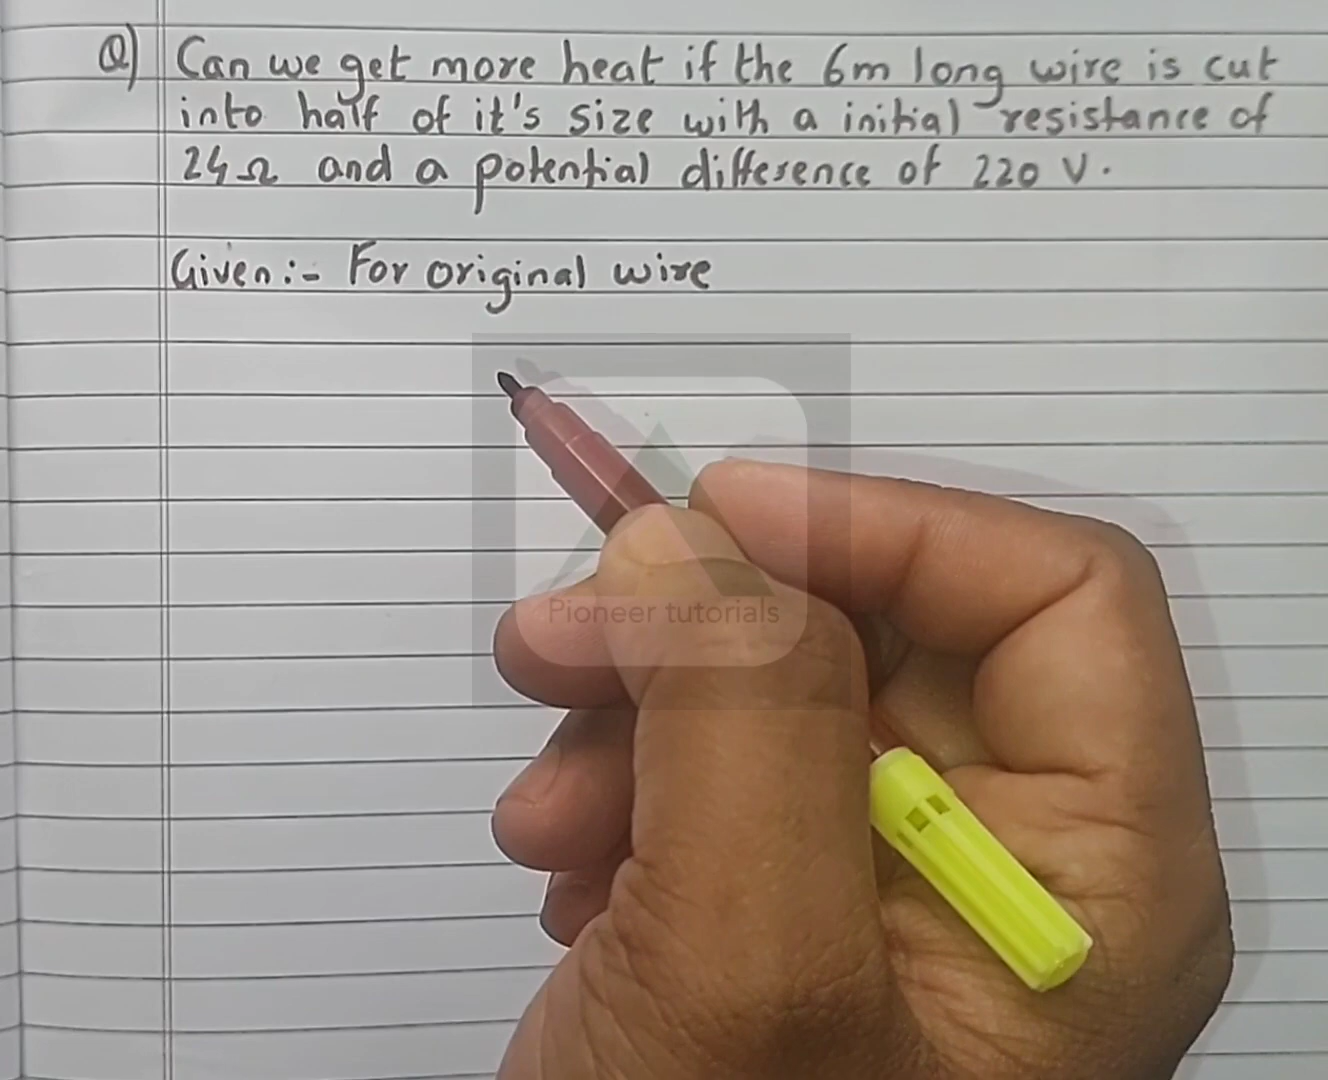 Q) Can we get more heat if the 6m long wire is cut
into half of it's size with a initial resistance of
24Ω and a potential difference of 220 V.
Given:- For original wire
Pioneer tutorials